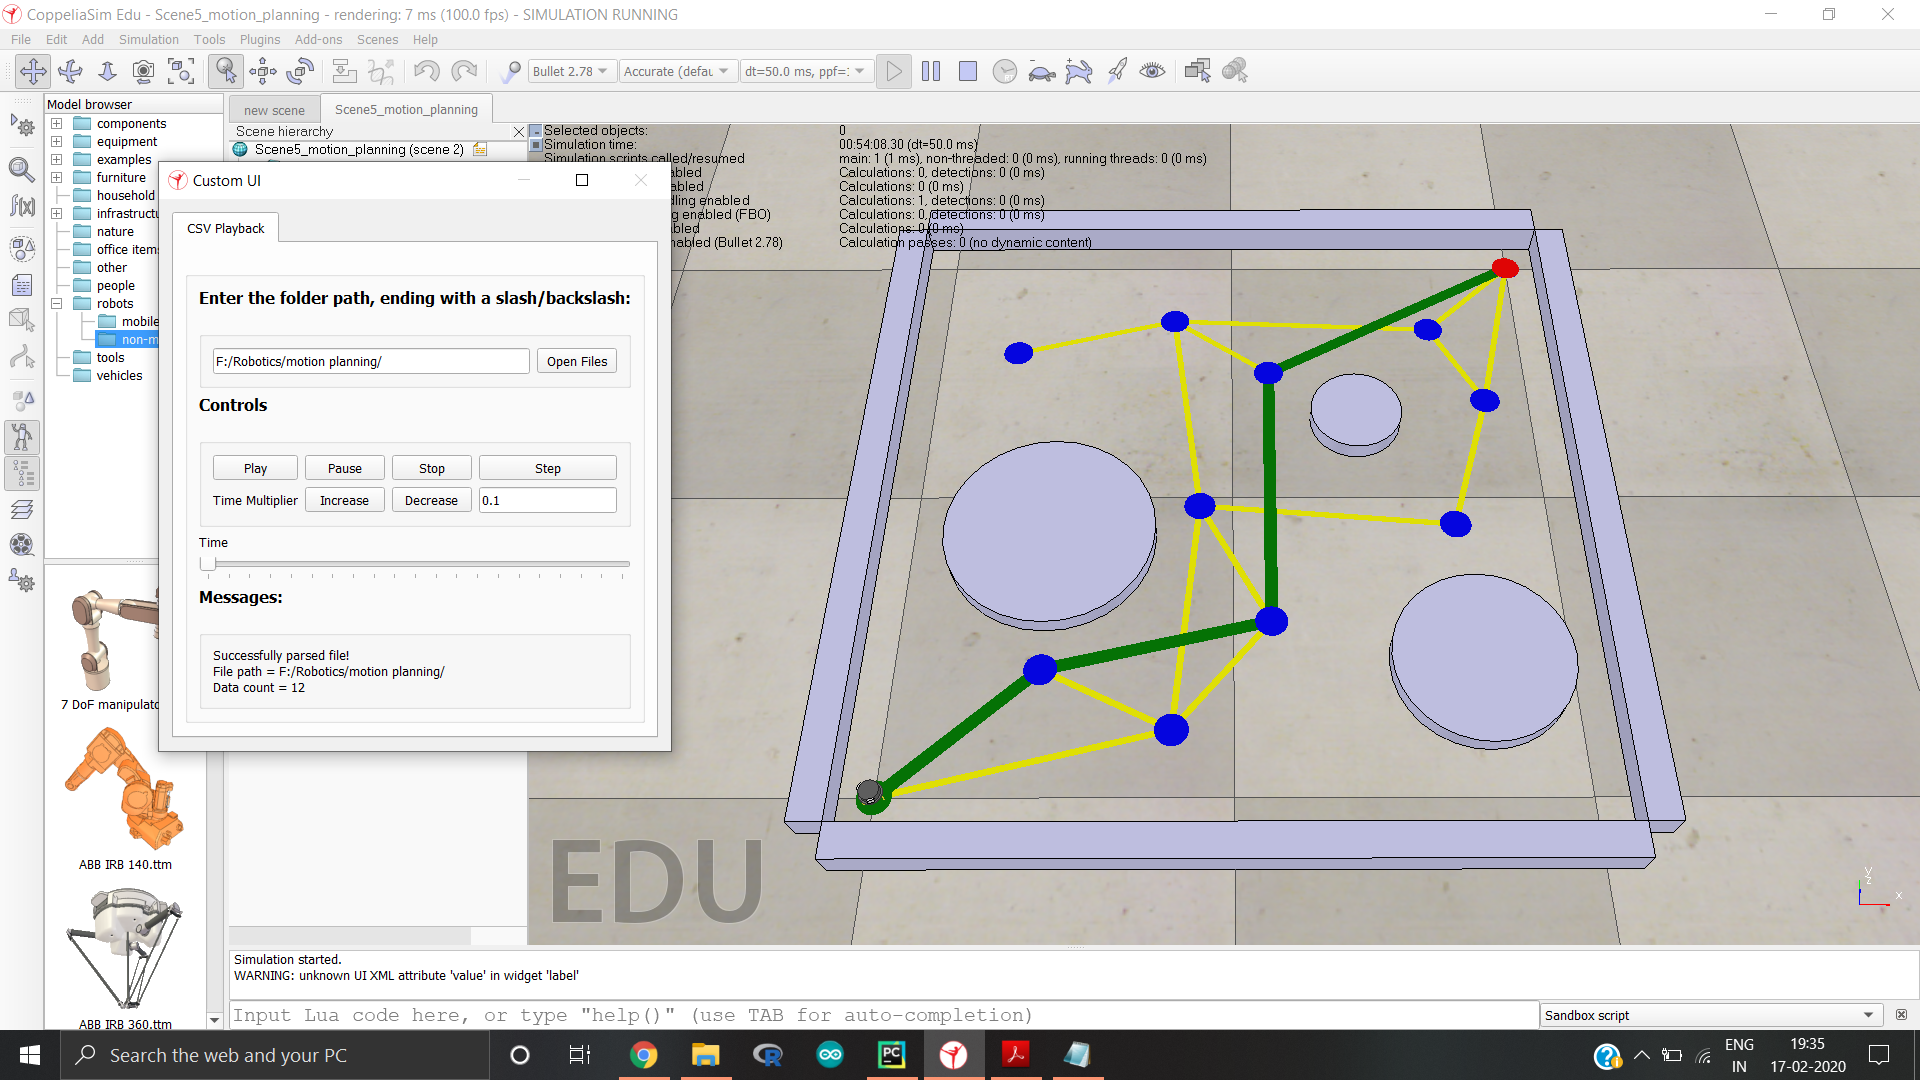 CoppeliaSim Edu - Scene5_motion_planning - rendering: 7 ms (100.0 fps) - SIMULATION RUNNING
File Edit Add Simulation Tools Plugins Add-ons Scenes Help
Bullet 2.78 Accurate (defau dt=50.0 ms, ppf=
Model browser
components
equipment
examples
furniture
household
infrastructu
nature
office item
other
people
robots
mobile
non-m
tools
vehicles
7 DoF manipulato
ABB IRB 140.ttm
ABB IRB 360.ttm
new scene Scene5_motion_planning
Scene hierarchy
Scene5_motion_planning (scene 2)
Selected objects: 0
Simulation time: 00:54:08.30 (dt=50.0 ms)
Simulation scripts called/resumed main: 1 (1 ms), non-threaded: 0 (0 ms), running threads: 0 (0 ms)
abled Calculations: 0, detections: 0 (0 ms)
abled Calculations: 0 (0 ms)
dling enabled Calculations: 1, detections: 0 (0 ms)
g enabled (FBO) Calculations: 0, detections: 0 (0 ms)
abled Calculations: 0 (0 ms)
nabled (Bullet 2.78) Calculation passes: 0 (no dynamic content)
Custom UI
CSV Playback
Enter the folder path, ending with a slash/backslash:
F:/Robotics/motion planning/ Open Files
Controls
Play Pause Stop Step
Time Multiplier Increase Decrease 0.1
Time
Messages:
Successfully parsed file!
File path = F:/Robotics/motion planning/
Data count = 12
EDU
y
z
x
Simulation started.
WARNING: unknown UI XML attribute 'value' in widget 'label'
Input Lua code here, or type "help()" (use TAB for auto-completion)
Sandbox script
Search the web and your PC
PC
ENG
IN
19:35
17-02-2020